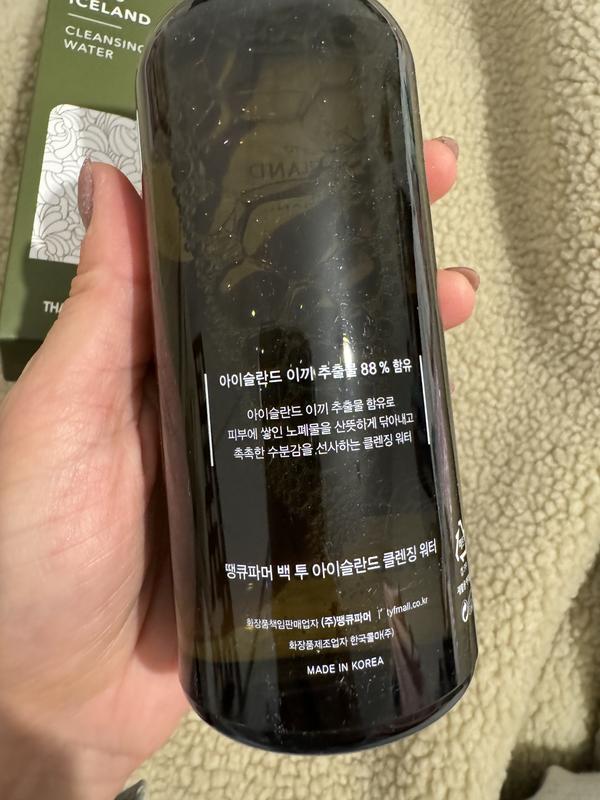 ICELAND
CLEANSING
WATER
THA
아이슬란드 이끼 추출물 88% 함유
아이슬란드 이끼 추출물 함유로
피부에 쌓인 노폐물을 산뜻하게 닦아내고
촉촉한 수분감을 선사하는 클렌징 워터
땡큐파머 백 투 아이슬란드 클렌징 워터
화장품책임판매업자 (주)땡큐파머 tyfmall.co.kr
화장품제조업자 한국콜마(주)
MADE IN KOREA